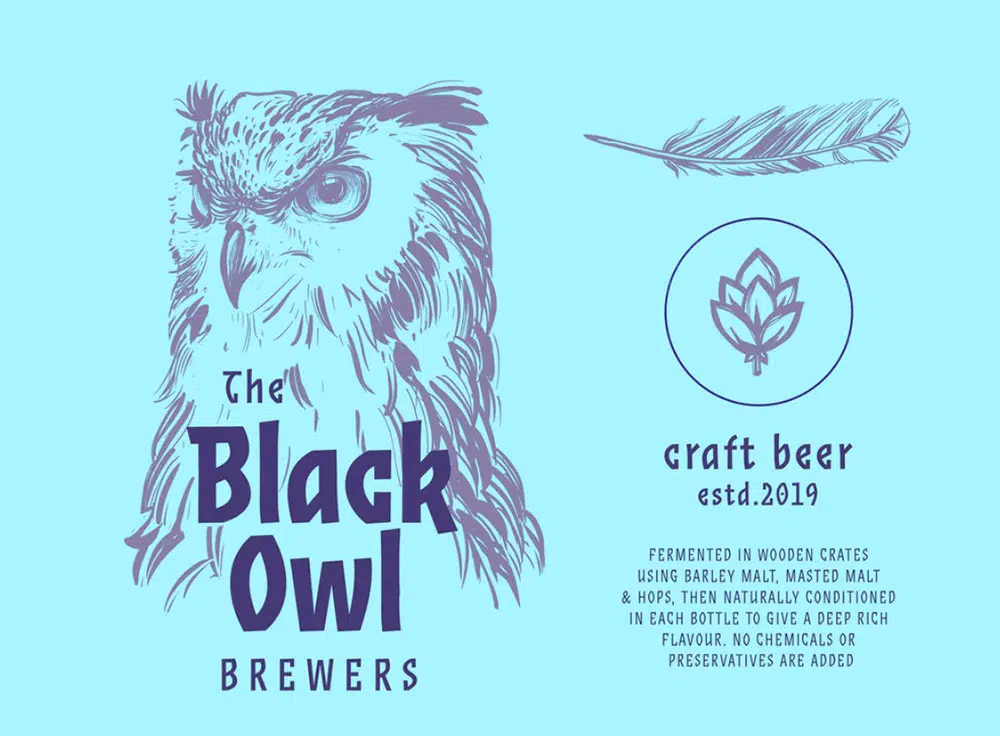 The
Black
Owl
BREWERS
craft beer
estd.2019
FERMENTED IN WOODEN CRATES
USING BARLEY MALT, MASTED MALT
& HOPS, THEN NATURALLY CONDITIONED
IN EACH BOTTLE TO GIVE A DEEP RICH
FLAVOUR. NO CHEMICALS OR
PRESERVATIVES ARE ADDED